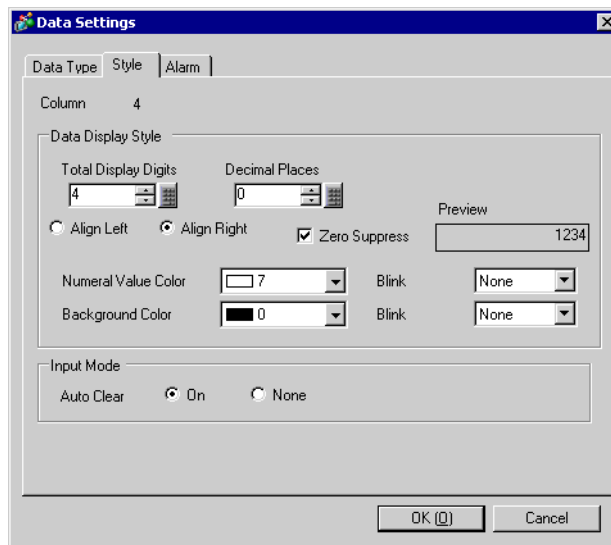 Data Settings
Data Type Style Alarm
Column 4
Data Display Style
Total Display Digits Decimal Places
4 0
Preview
Align Left Align Right Zero Suppress 1234
Numeral Value Color 7 Blink None
Background Color 0 Blink None
Input Mode
Auto Clear On None
OK (O) Cancel